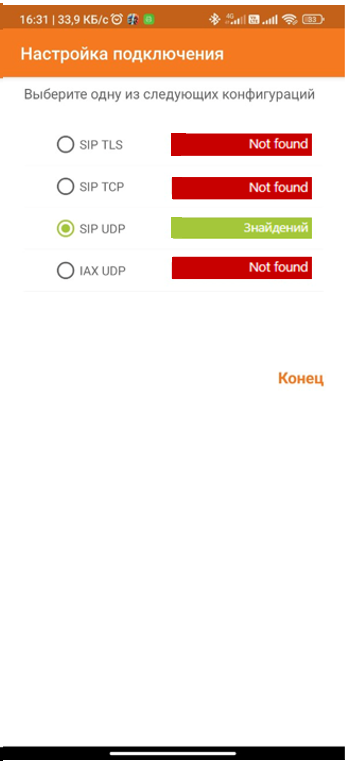 16:31 | 33,9 КБ/с
4G
83
Настройка подключения
Выберите одну из следующих конфигураций
SIP TLS Not found
SIP TCP Not found
SIP UDP Знайдений
IAX UDP Not found
Конец